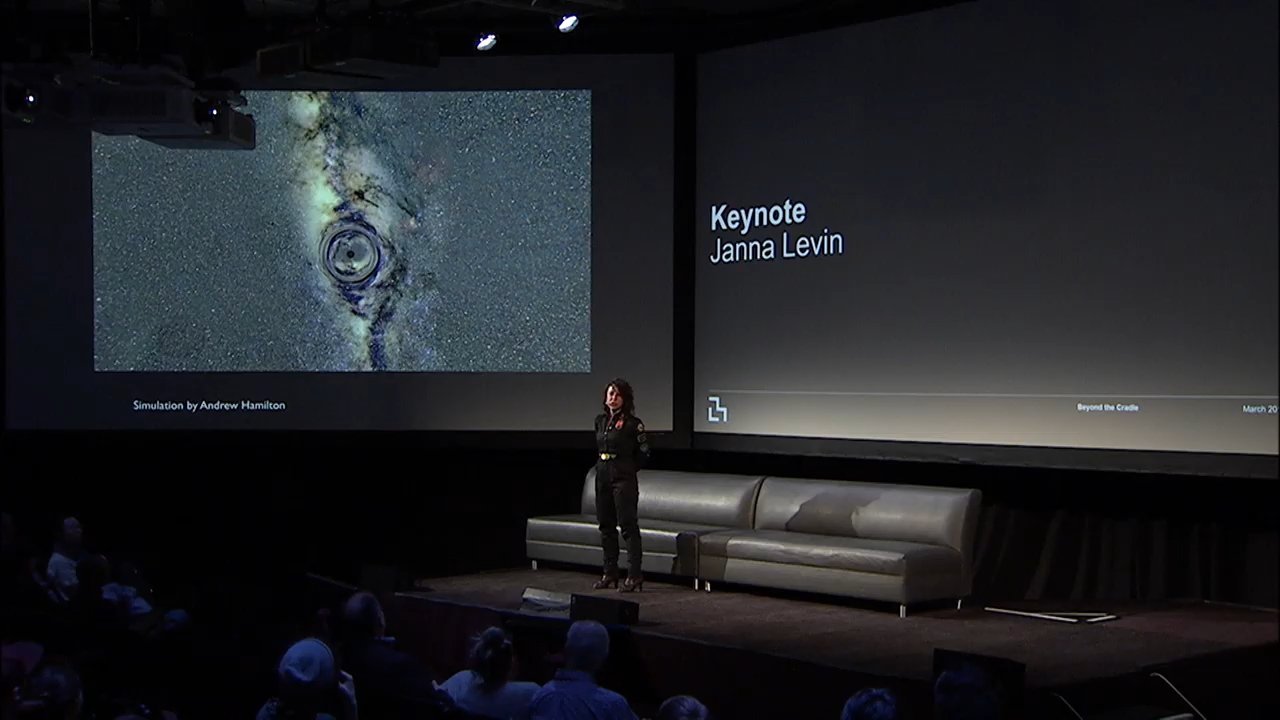 Simulation by Andrew Hamilton
Keynote
Janna Levin
Beyond the Cradle
March 20